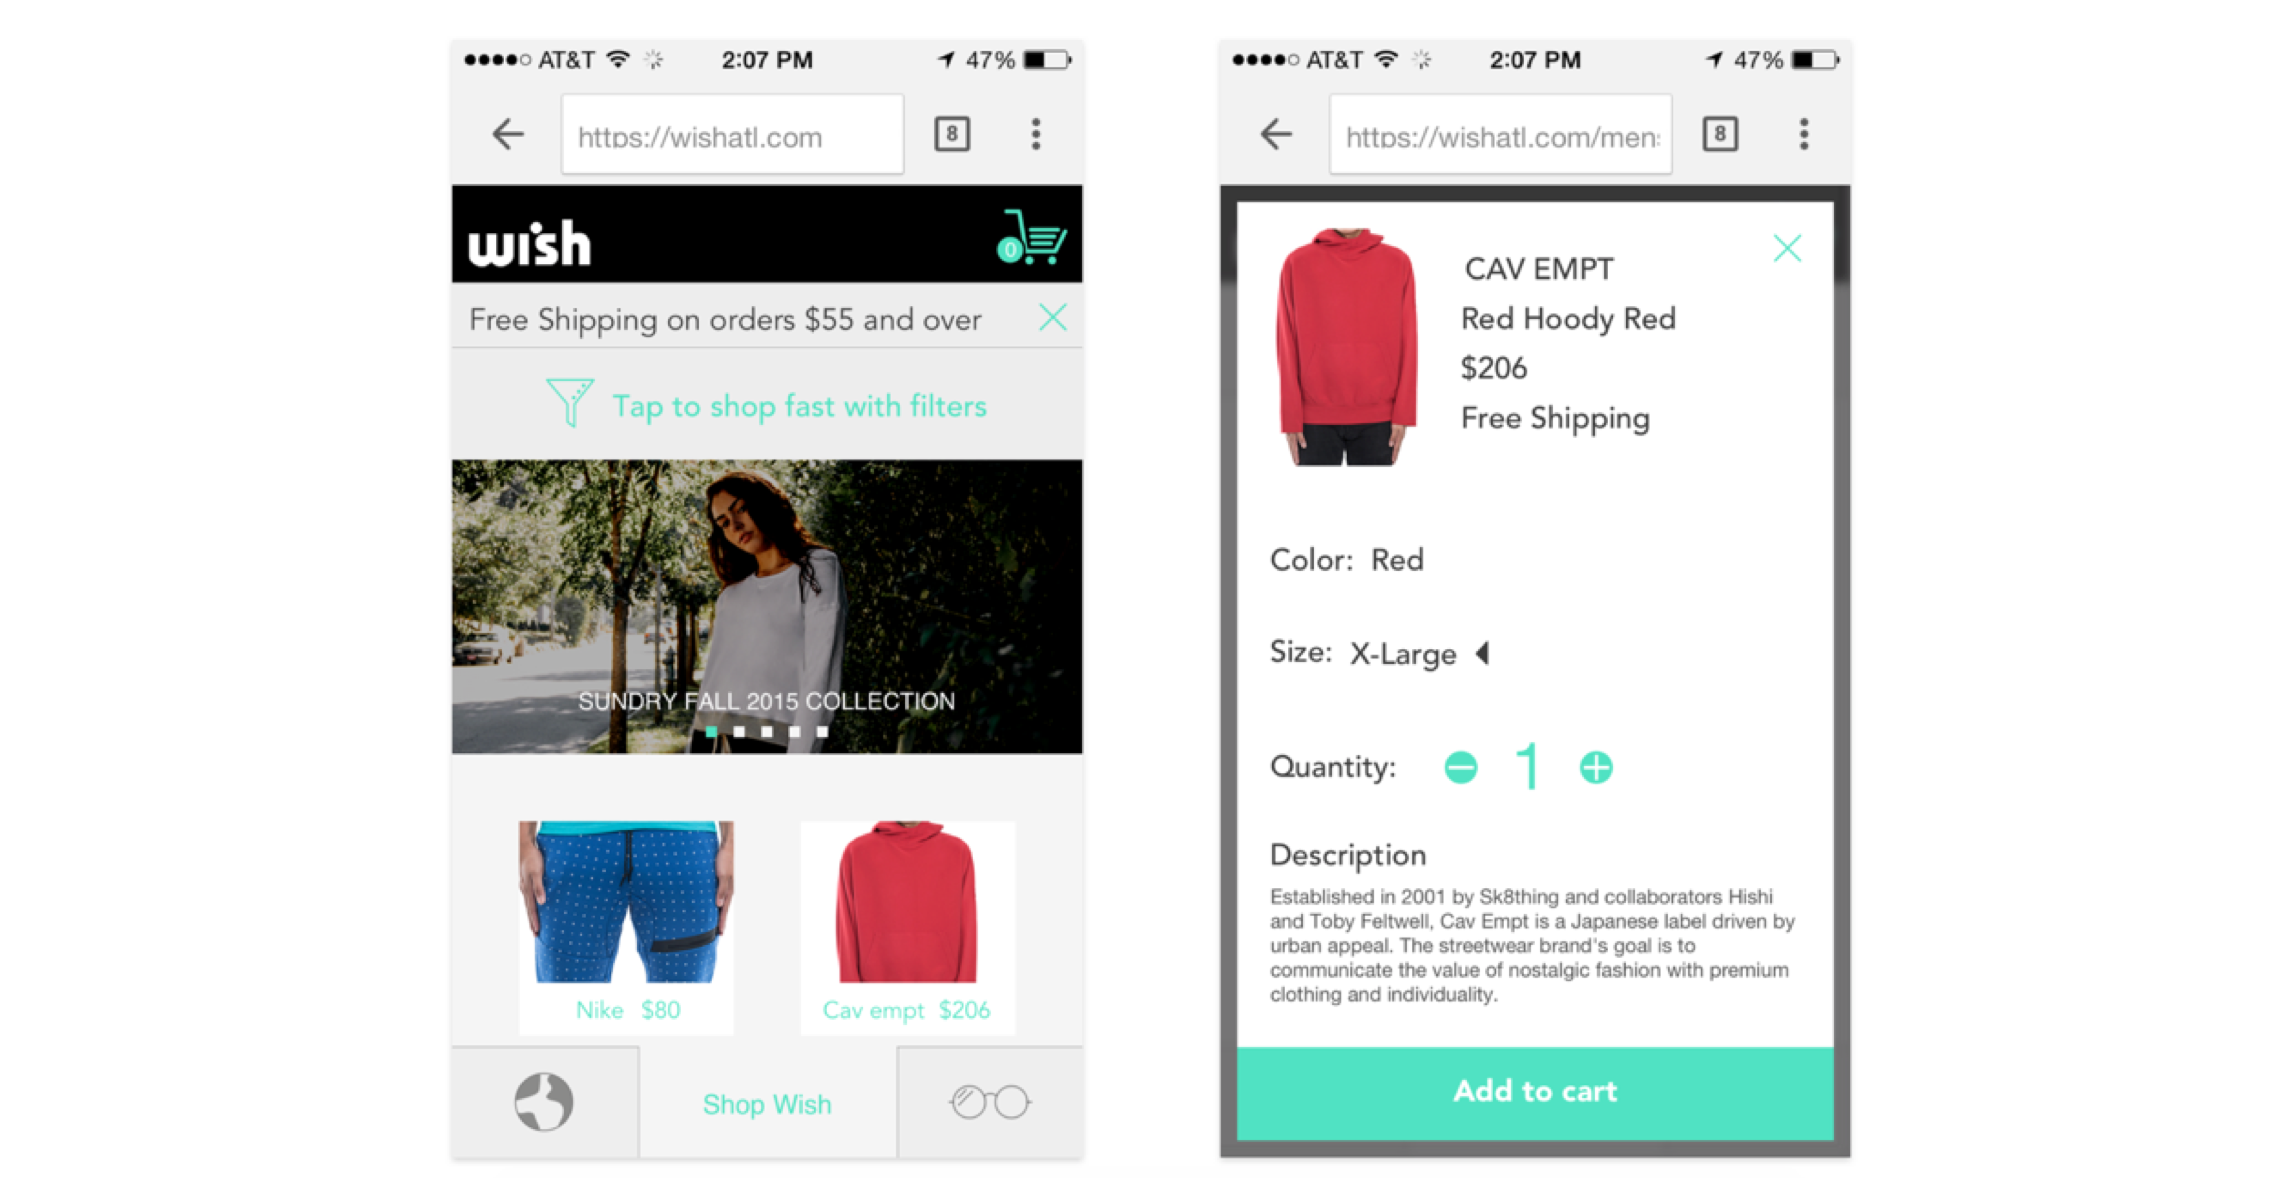 AT&T 2:07 PM 47%
https://wishatl.com 8
wish 0
Free Shipping on orders $55 and over
Tap to shop fast with filters
SUNDRY FALL 2015 COLLECTION
Nike $80
Cav empt $206
Shop Wish
AT&T 2:07 PM 47%
https://wishatl.com/mens 8
CAV EMPT
Red Hoody Red
$206
Free Shipping
Color: Red
Size: X-Large
Quantity: 1
Description
Established in 2001 by Sk8thing and collaborators Hishi
and Toby Feltwell, Cav Empt is a Japanese label driven by
urban appeal. The streetwear brand's goal is to
communicate the value of nostalgic fashion with premium
clothing and individuality.
Add to cart